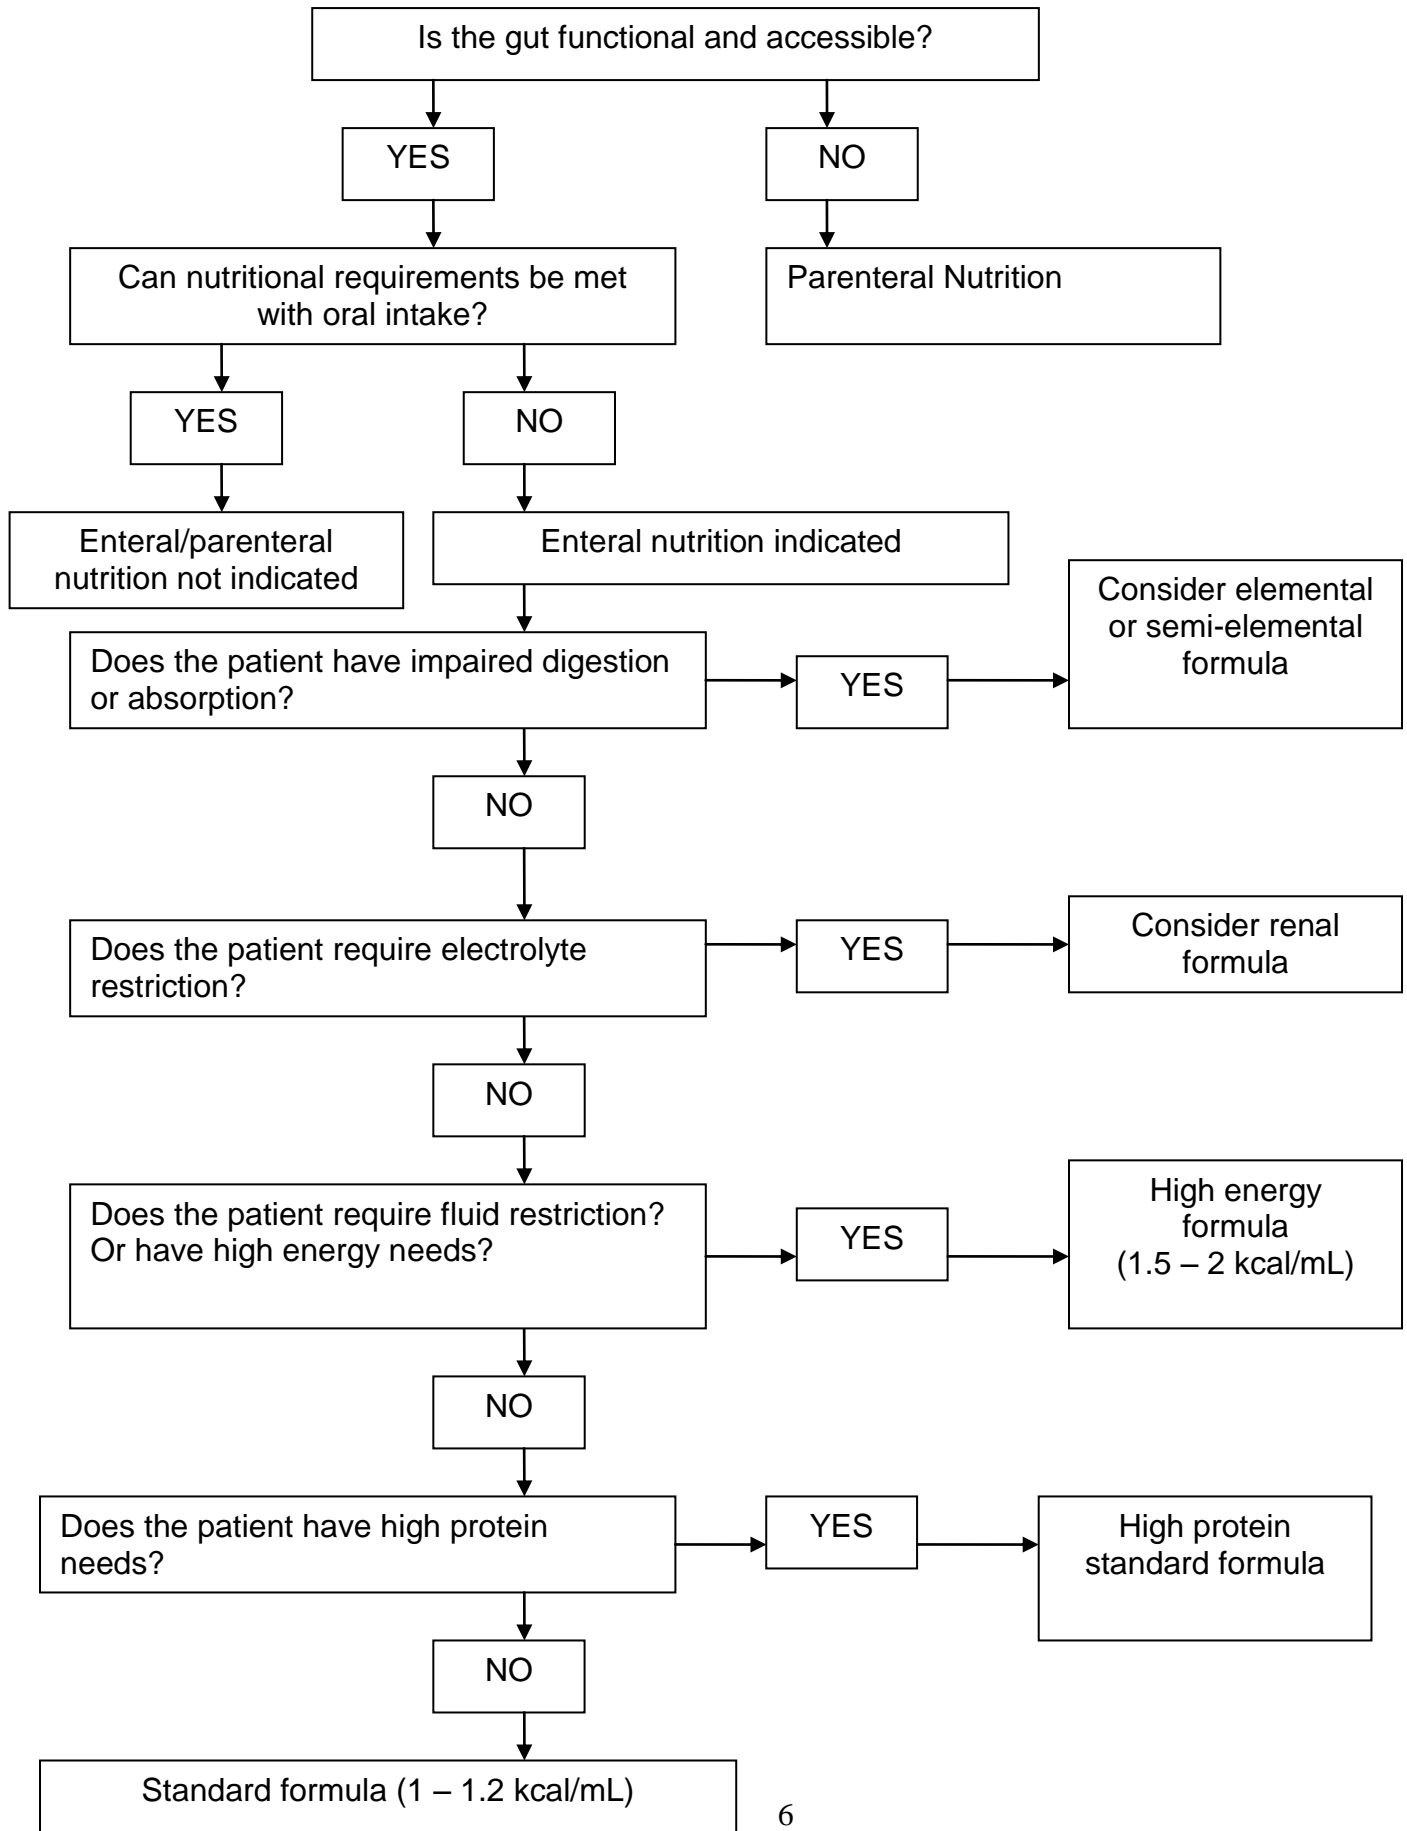 Is the gut functional and accessible?
YES
NO
Can nutritional requirements be met
with oral intake?
Parenteral Nutrition
YES
NO
Enteral/parenteral
nutrition not indicated
Enteral nutrition indicated
Does the patient have impaired digestion
or absorption?
YES
Consider elemental
or semi-elemental
formula
NO
Does the patient require electrolyte
restriction?
YES
Consider renal
formula
NO
Does the patient require fluid restriction?
Or have high energy needs?
YES
High energy
formula
(1.5 – 2 kcal/mL)
NO
Does the patient have high protein
needs?
YES
High protein
standard formula
NO
Standard formula (1 – 1.2 kcal/mL)
6